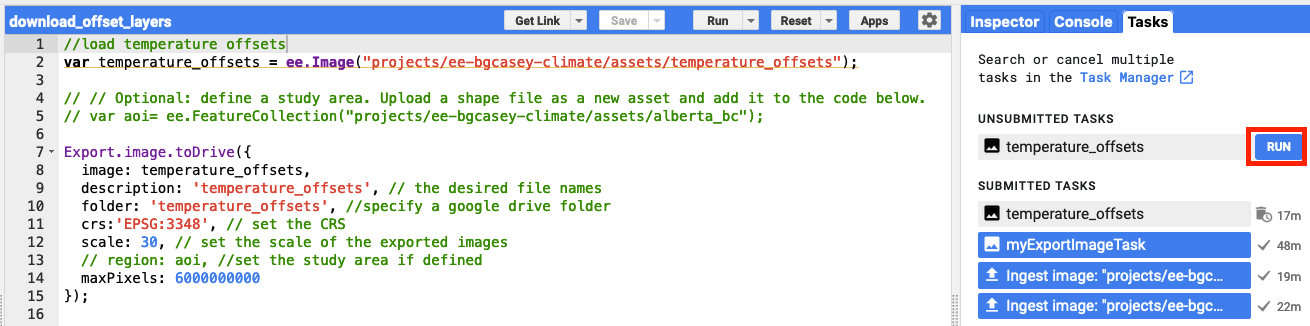 download_offset_layers
Get Link
Save
Run
Reset
Apps
1 //load temperature offsets
2 var temperature_offsets = ee.Image("projects/ee-bgcasey-climate/assets/temperature_offsets");
3
4 // // Optional: define a study area. Upload a shape file as a new asset and add it to the code below.
5 // var aoi= ee.FeatureCollection("projects/ee-bgcasey-climate/assets/alberta_bc");
6
7 Export.image.toDrive({
8 image: temperature_offsets,
9 description: 'temperature_offsets', // the desired file names
10 folder: 'temperature_offsets', //specify a google drive folder
11 crs:'EPSG:3348', // set the CRS
12 scale: 30, // set the scale of the exported images
13 // region: aoi, //set the study area if defined
14 maxPixels: 6000000000
15 });
16
Inspector
Console
Tasks
Search or cancel multiple
tasks in the Task Manager
UNSUBMITTED TASKS
temperature_offsets
RUN
SUBMITTED TASKS
temperature_offsets 17m
myExportImageTask 48m
Ingest image: "projects/ee-bgc... 19m
Ingest image: "projects/ee-bgc... 22m